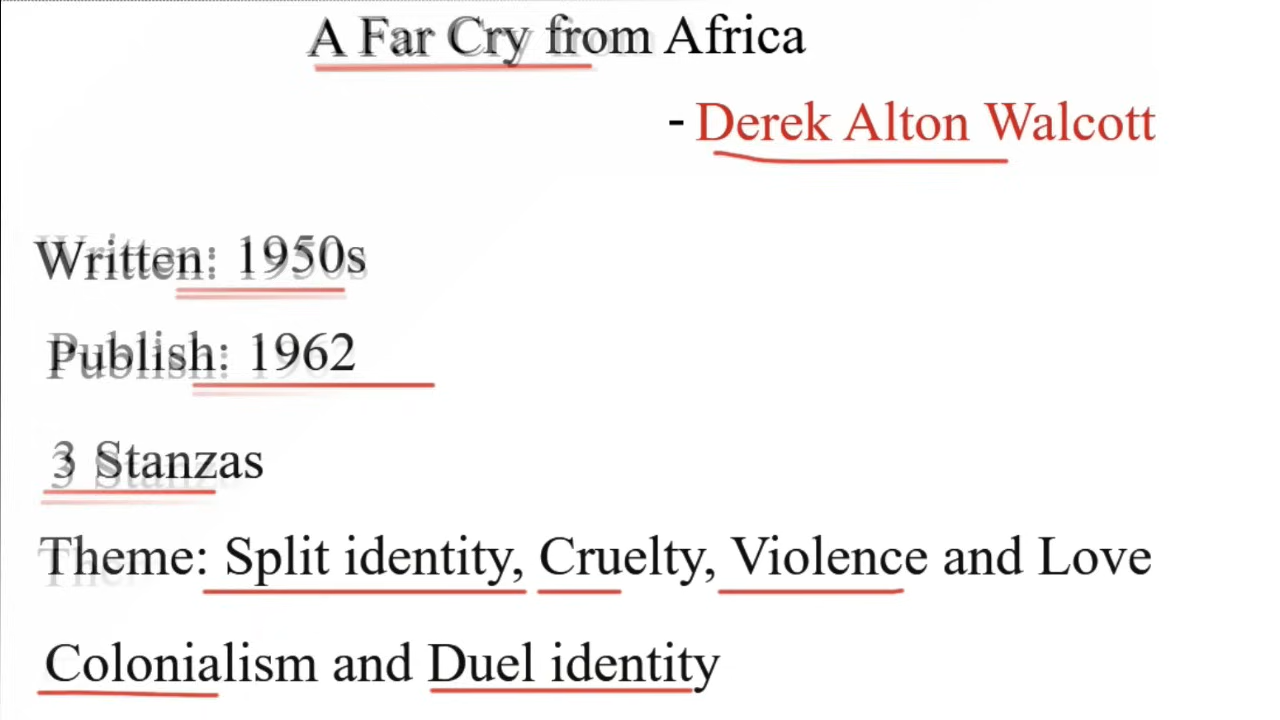 A Far Cry from Africa
- Derek Alton Walcott
Written: 1950s
Publish: 1962
3 Stanzas
Theme: Split identity, Cruelty, Violence and Love
Colonialism and Duel identity